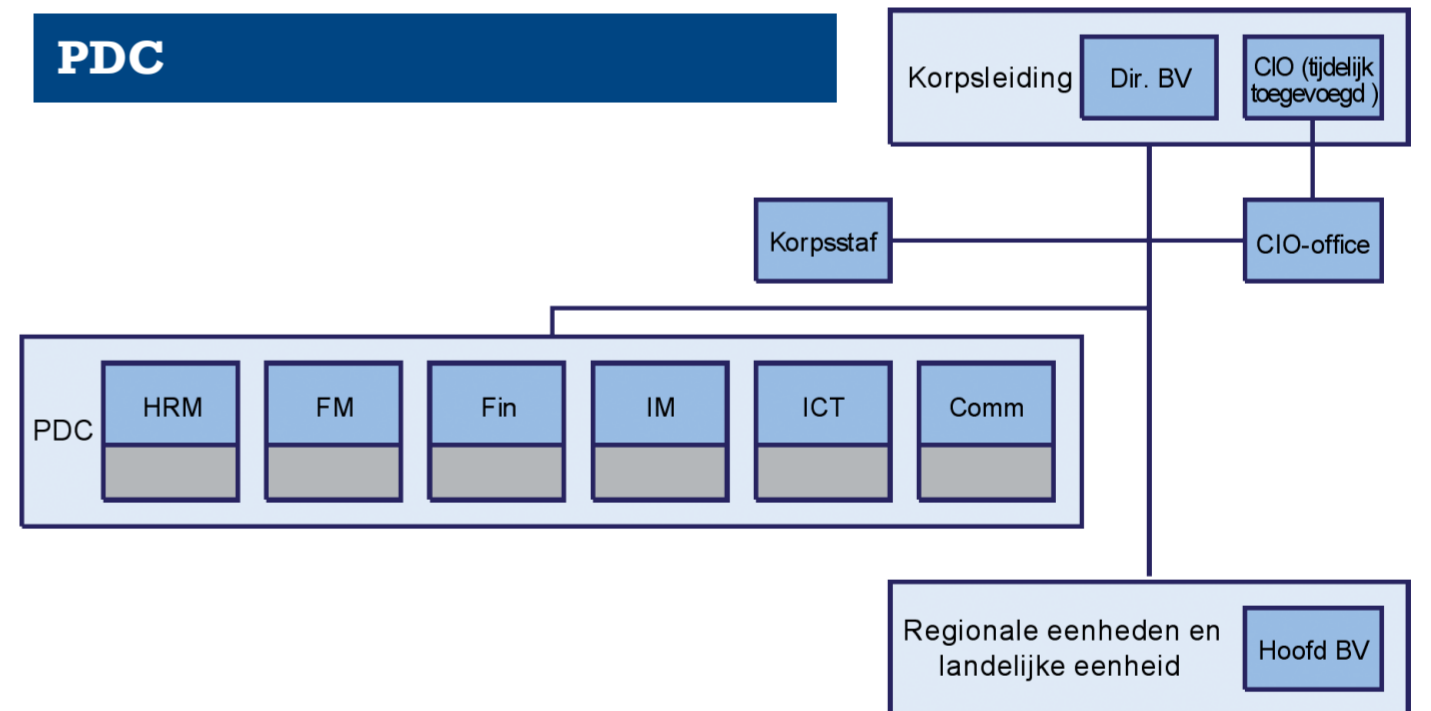 PDC
Korpsleiding
Dir. BV
CIO (tijdelijk
toegevoegd )
Korpsstaf
CIO-office
PDC
HRM
FM
Fin
IM
ICT
Comm
Regionale eenheden en
landelijke eenheid
Hoofd BV